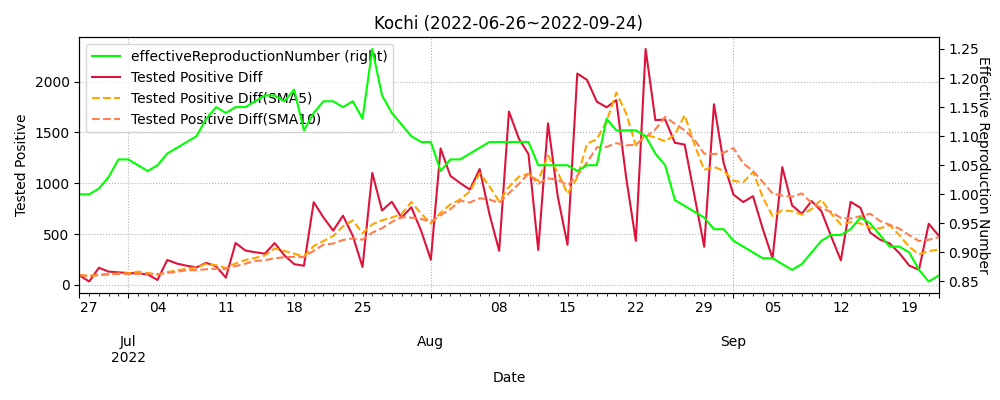 Kochi (2022-06-26~2022-09-24)
effectiveReproductionNumber (right)
Tested Positive Diff
Tested Positive Diff(SMA5)
Tested Positive Diff(SMA10)
Tested Positive
2000
1500
1000
500
0
Effective Reproduction Number
1.25
1.20
1.15
1.10
1.05
1.00
0.95
0.90
0.85
27 04 11 18 25 08 15 22 29 05 12 19
Jul Aug Sep
2022
Date